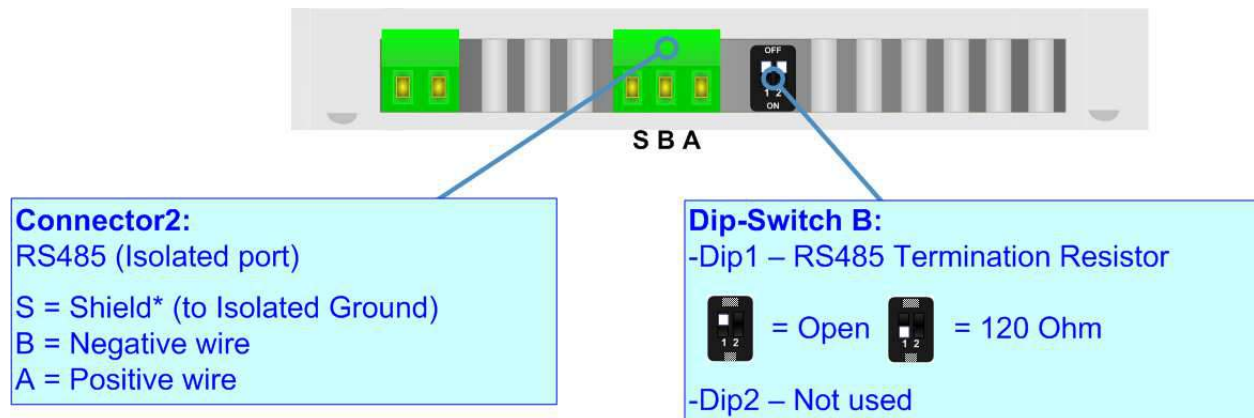 OFF
1 2
ON
S B A
Connector2:
RS485 (Isolated port)
S = Shield* (to Isolated Ground)
B = Negative wire
A = Positive wire
Dip-Switch B:
-Dip1 – RS485 Termination Resistor
1 2 = Open 1 2 = 120 Ohm
-Dip2 – Not used